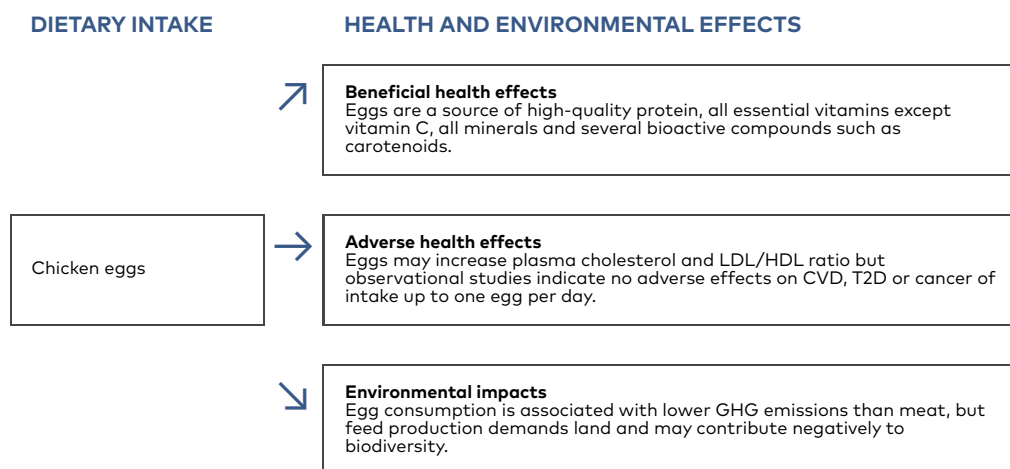 DIETARY INTAKE
HEALTH AND ENVIRONMENTAL EFFECTS
Beneficial health effects
Eggs are a source of high-quality protein, all essential vitamins except
vitamin C, all minerals and several bioactive compounds such as
carotenoids.
Chicken eggs
Adverse health effects
Eggs may increase plasma cholesterol and LDL/HDL ratio but
observational studies indicate no adverse effects on CVD, T2D or cancer of
intake up to one egg per day.
Environmental impacts
Egg consumption is associated with lower GHG emissions than meat, but
feed production demands land and may contribute negatively to
biodiversity.